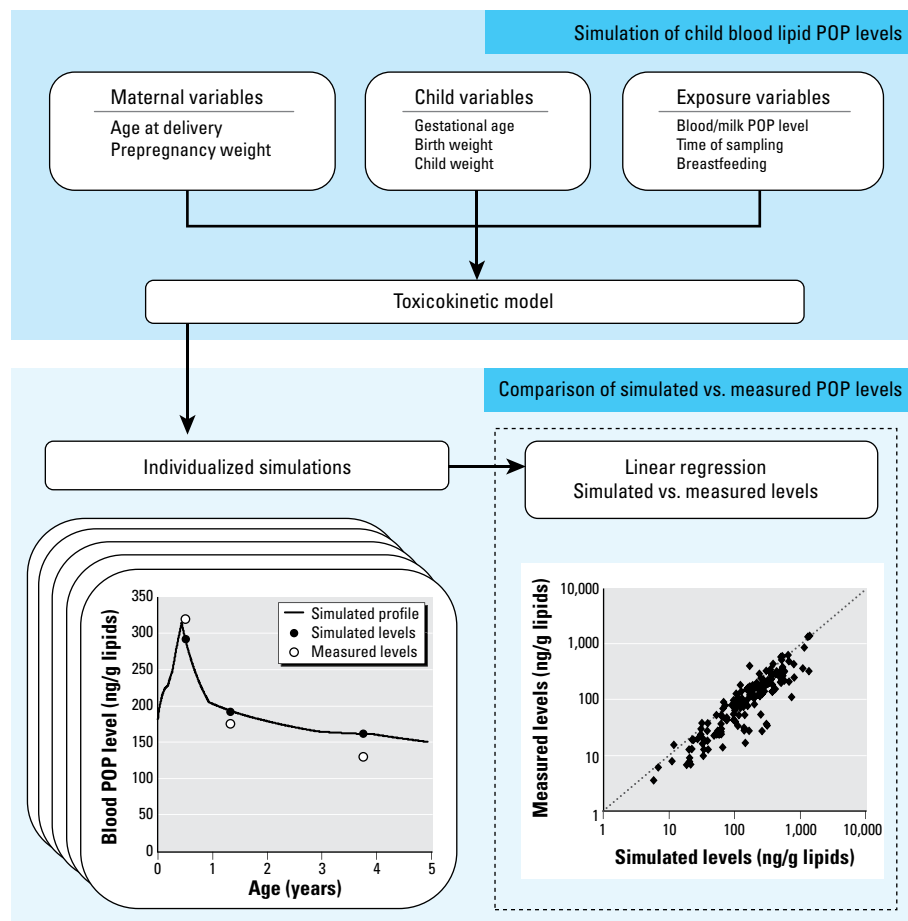 Simulation of child blood lipid POP levels
Maternal variables
Age at delivery
Prepregnancy weight
Child variables
Gestational age
Birth weight
Child weight
Exposure variables
Blood/milk POP level
Time of sampling
Breastfeeding
Toxicokinetic model
Comparison of simulated vs. measured POP levels
Individualized simulations
Linear regression
Simulated vs. measured levels
Blood POP level (ng/g lipids)
350
300
250
200
150
100
50
0
Simulated profile
Simulated levels
Measured levels
0 1 2 3 4 5
Age (years)
Measured levels (ng/g lipids)
10,000
1,000
100
10
1
1 10 100 1,000 10,000
Simulated levels (ng/g lipids)